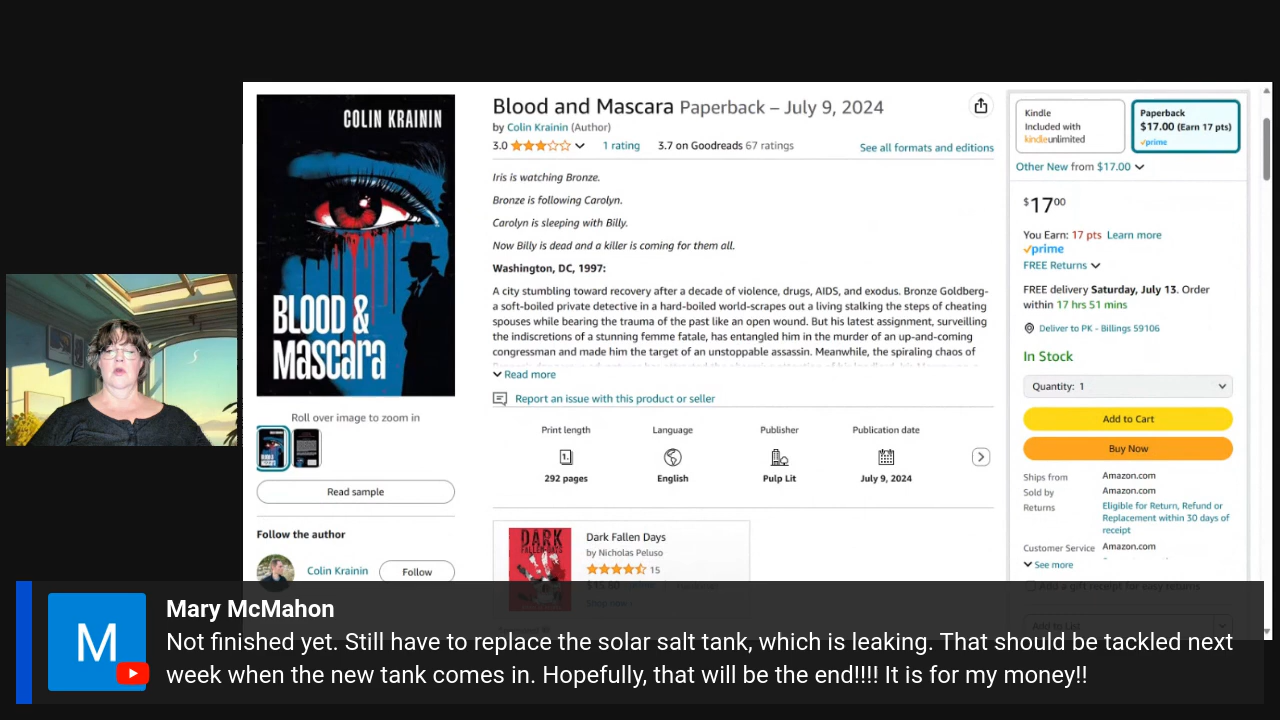 COLIN KRAININ
BLOOD &
MASCARA
Roll over image to zoom in
Read sample
Follow the author
Colin Krainin
Follow
Blood and Mascara Paperback – July 9, 2024
by Colin Krainin (Author)
3.0
1 rating
3.7 on Goodreads 67 ratings
See all formats and editions
Iris is watching Bronze.
Bronze is following Carolyn.
Carolyn is sleeping with Billy.
Now Billy is dead and a killer is coming for them all.
Washington, DC, 1997:
A city stumbling toward recovery after a decade of violence, drugs, AIDS, and exodus. Bronze Goldberg-
a soft-boiled private detective in a hard-boiled world-scrapes out a living stalking the steps of cheating
spouses while bearing the trauma of the past like an open wound. But his latest assignment, surveilling
the indiscretions of a stunning femme fatale, has entangled him in the murder of an up-and-coming
congressman and made him the target of an unstoppable assassin. Meanwhile, the spiraling chaos of
Read more
Report an issue with this product or seller
Print length
Language
Publisher
Publication date
292 pages
English
Pulp Lit
July 9, 2024
DARK
FALLEN DAYS
Dark Fallen Days
by Nicholas Peluso
15
Shop now
Kindle
Included with
kindleunlimited
Paperback
$17.00 (Earn 17 pts)
prime
Other New from $17.00
$1700
You Earn: 17 pts Learn more
prime
FREE Returns
FREE delivery Saturday, July 13. Order
within 17 hrs 51 mins
Deliver to PK - Billings 59106
In Stock
Quantity: 1
Add to Cart
Buy Now
Ships from Amazon.com
Sold by Amazon.com
Returns Eligible for Return, Refund or
Replacement within 30 days of
receipt
Customer Service Amazon.com
See more
Add a gift receipt for easy returns
Add to List
M
Mary McMahon
Not finished yet. Still have to replace the solar salt tank, which is leaking. That should be tackled next
week when the new tank comes in. Hopefully, that will be the end!!!! It is for my money!!